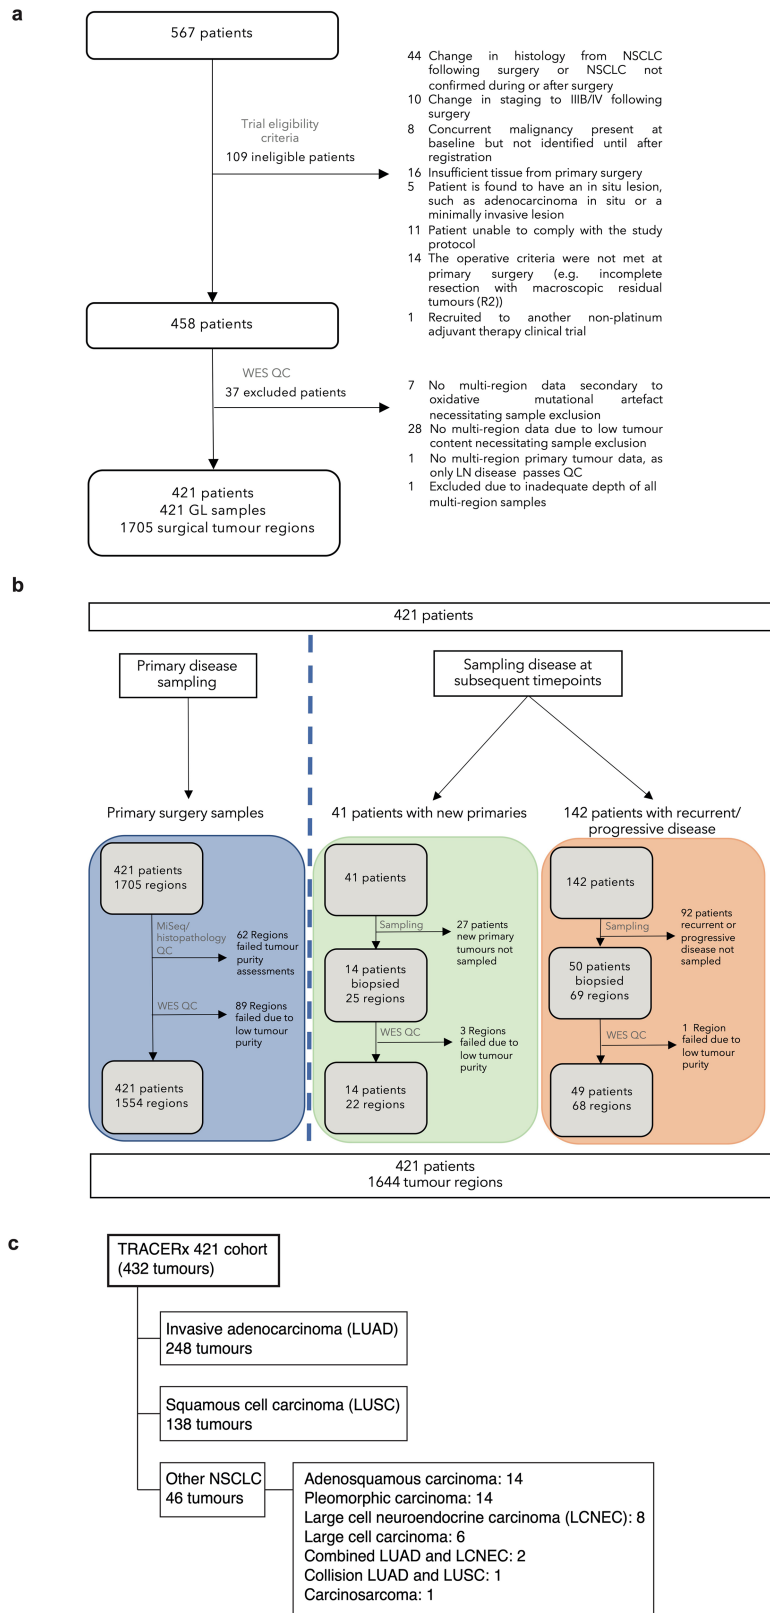 a
567 patients
Trial eligibility
criteria
109 ineligible patients
44 Change in histology from NSCLC
following surgery or NSCLC not
confirmed during or after surgery
10 Change in staging to IIIB/IV following
surgery
8 Concurrent malignancy present at
baseline but not identified until after
registration
16 Insufficient tissue from primary surgery
5 Patient is found to have an in situ lesion,
such as adenocarcinoma in situ or a
minimally invasive lesion
11 Patient unable to comply with the study
protocol
14 The operative criteria were not met at
primary surgery (e.g. incomplete
resection with macroscopic residual
tumours (R2))
1 Recruited to another non-platinum
adjuvant therapy clinical trial
458 patients
WES QC
37 excluded patients
7 No multi-region data secondary to
oxidative mutational artefact
necessitating sample exclusion
28 No multi-region data due to low tumour
content necessitating sample exclusion
1 No multi-region primary tumour data, as
only LN disease passes QC
1 Excluded due to inadequate depth of all
multi-region samples
421 patients
421 GL samples
1705 surgical tumour regions
b
421 patients
Primary disease
sampling
Sampling disease at
subsequent timepoints
Primary surgery samples
41 patients with new primaries
142 patients with recurrent/
progressive disease
421 patients
1705 regions
MiSeq/
histopathology
QC
62 Regions
failed tumour
purity
assessments
WES QC
89 Regions
failed due to
low tumour
purity
421 patients
1554 regions
41 patients
Sampling
27 patients
new primary
tumours not
sampled
14 patients
biopsied
25 regions
WES QC
3 Regions
failed due to
low tumour
purity
14 patients
22 regions
142 patients
Sampling
92 patients
recurrent or
progressive
disease not
sampled
50 patients
biopsied
69 regions
WES QC
1 Region
failed due to
low tumour
purity
49 patients
68 regions
421 patients
1644 tumour regions
c
TRACERx 421 cohort
(432 tumours)
Invasive adenocarcinoma (LUAD)
248 tumours
Squamous cell carcinoma (LUSC)
138 tumours
Other NSCLC
46 tumours
Adenosquamous carcinoma: 14
Pleomorphic carcinoma: 14
Large cell neuroendocrine carcinoma (LCNEC): 8
Large cell carcinoma: 6
Combined LUAD and LCNEC: 2
Collision LUAD and LUSC: 1
Carcinosarcoma: 1